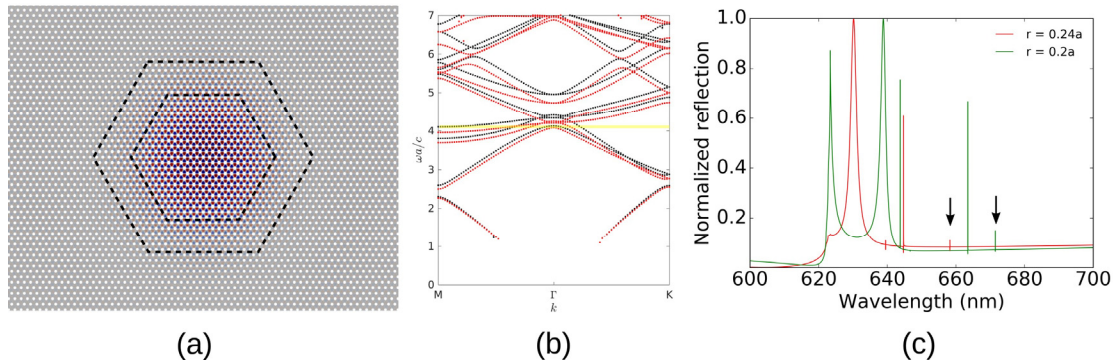 7
6
5
4
3
2
1
0
ωa/c
M Γ K
k
Normalized reflection
1.0
0.8
0.6
0.4
0.2
r = 0.24a
r = 0.2a
600 620 640 660 680 700
Wavelength (nm)
(a) (b) (c)